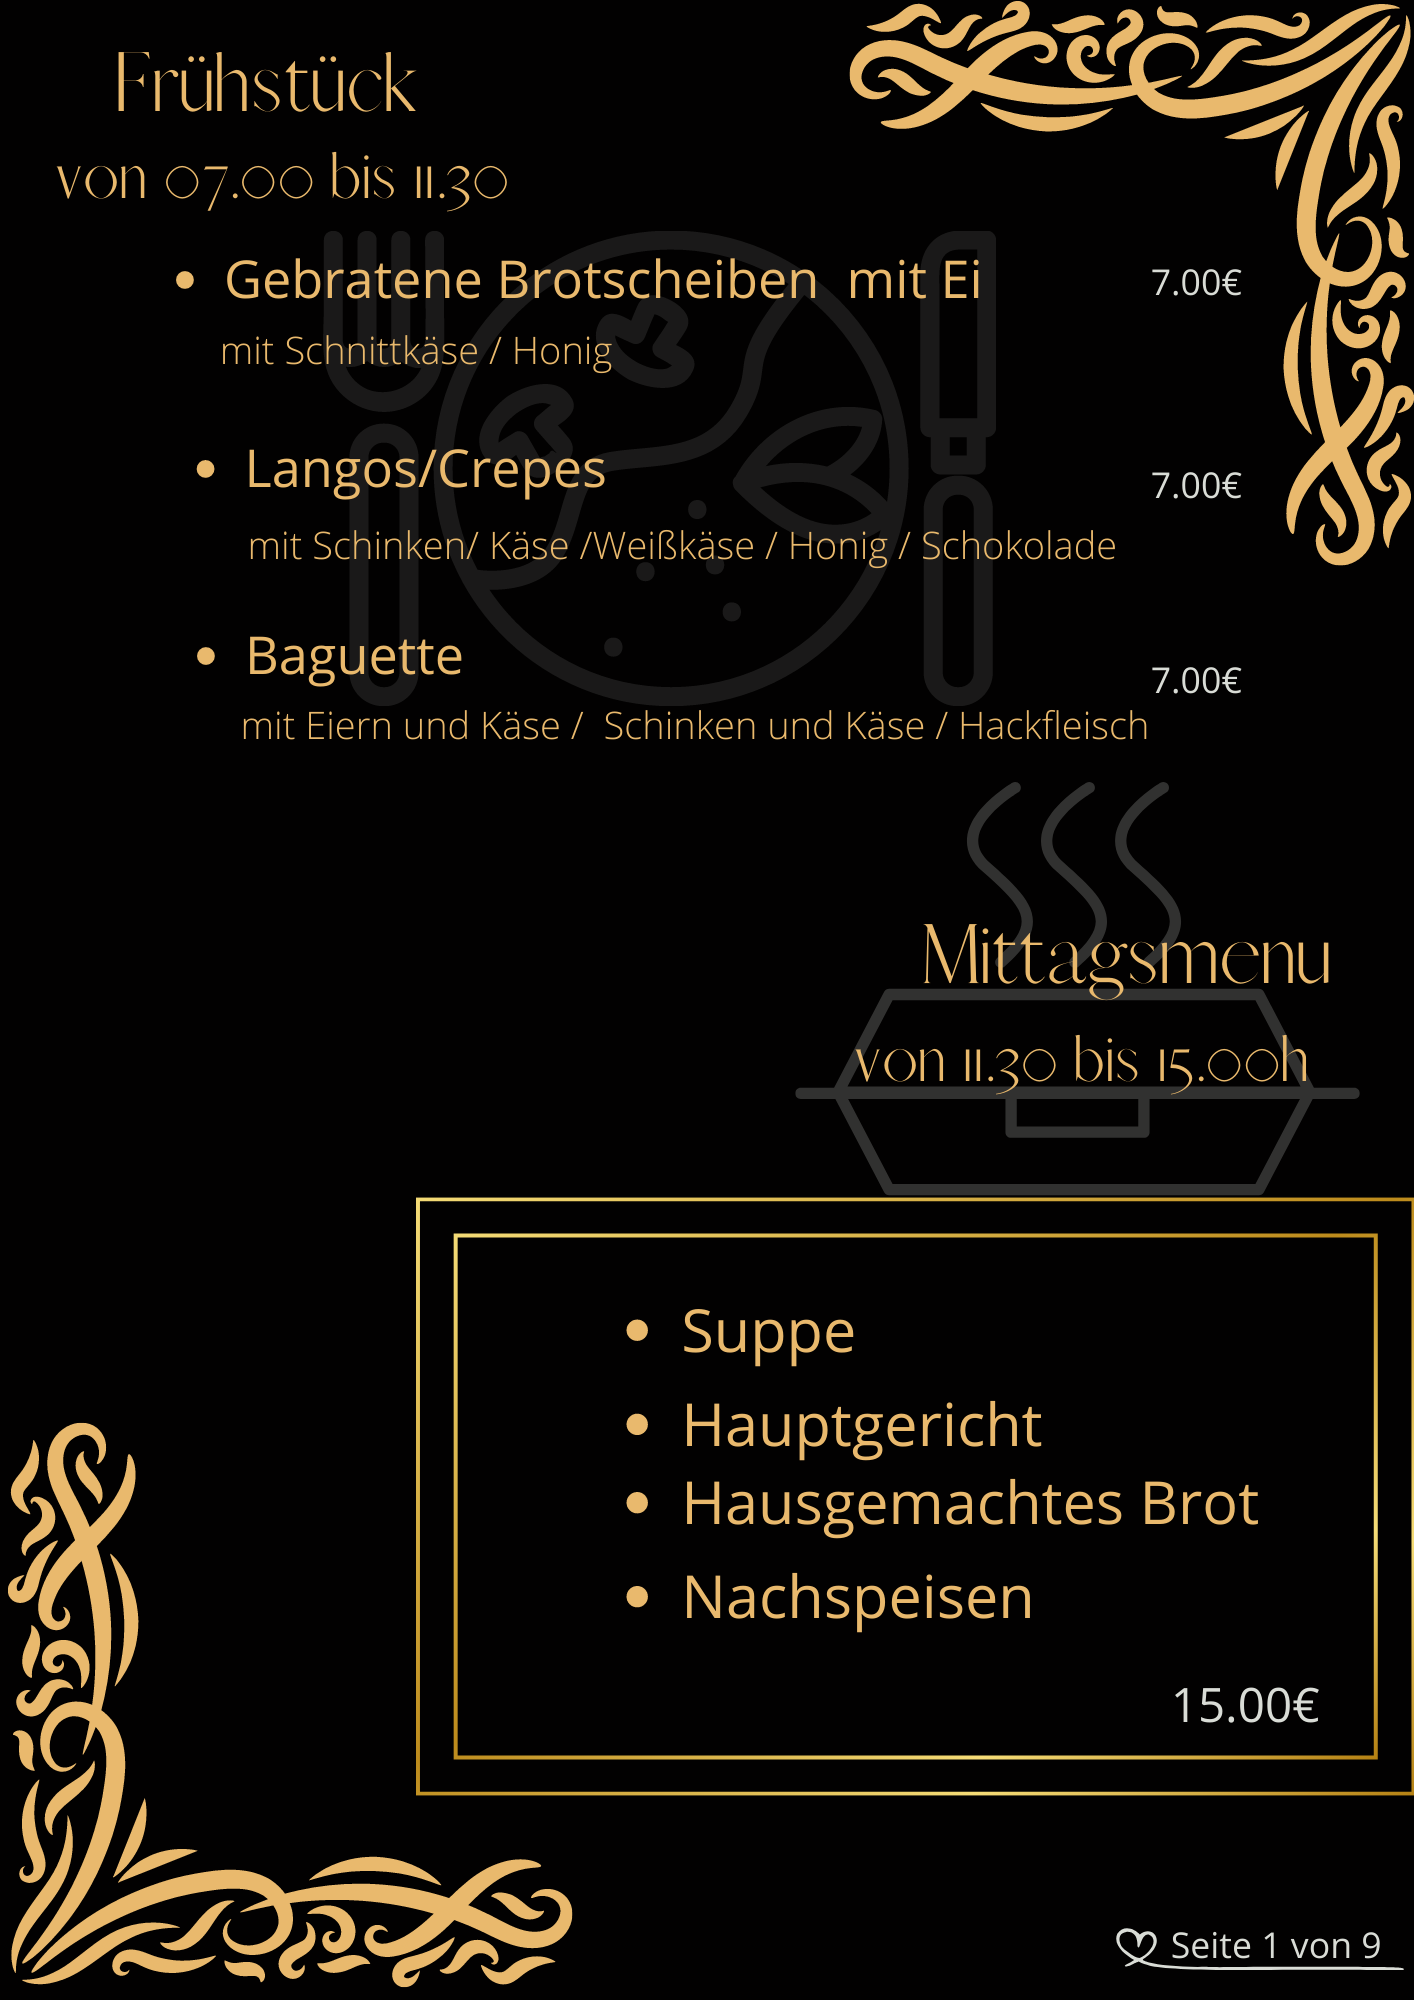 Frühstück
von 07.00 bis 11.30
• Gebratene Brotscheiben mit Ei 7.00€
mit Schnittkäse / Honig
• Langos/Crepes 7.00€
mit Schinken/ Käse /Weißkäse / Honig / Schokolade
• Baguette 7.00€
mit Eiern und Käse / Schinken und Käse / Hackfleisch
Mittagsmenu
von 11.30 bis 15.00h
• Suppe
• Hauptgericht
• Hausgemachtes Brot
• Nachspeisen
15.00€
Seite 1 von 9